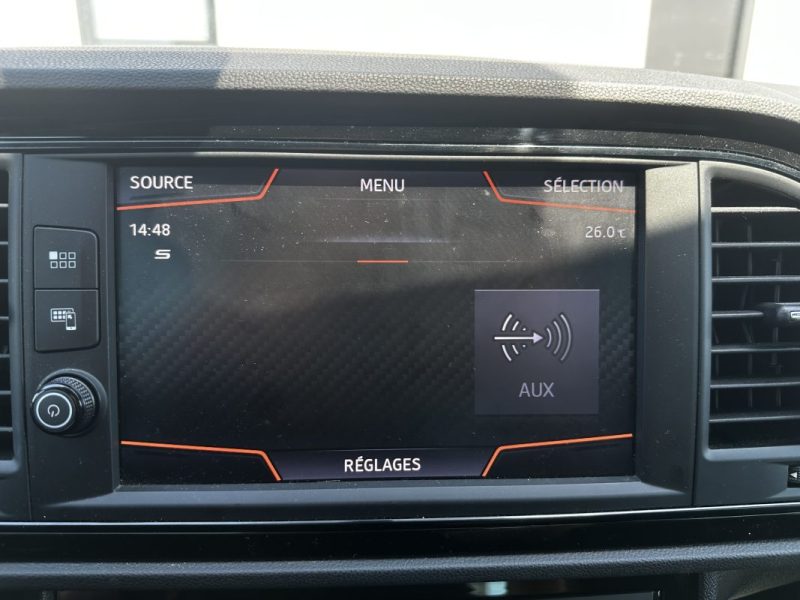 SOURCE MENU SÉLECTION
14:48 26.0℃
AUX
RÉGLAGES